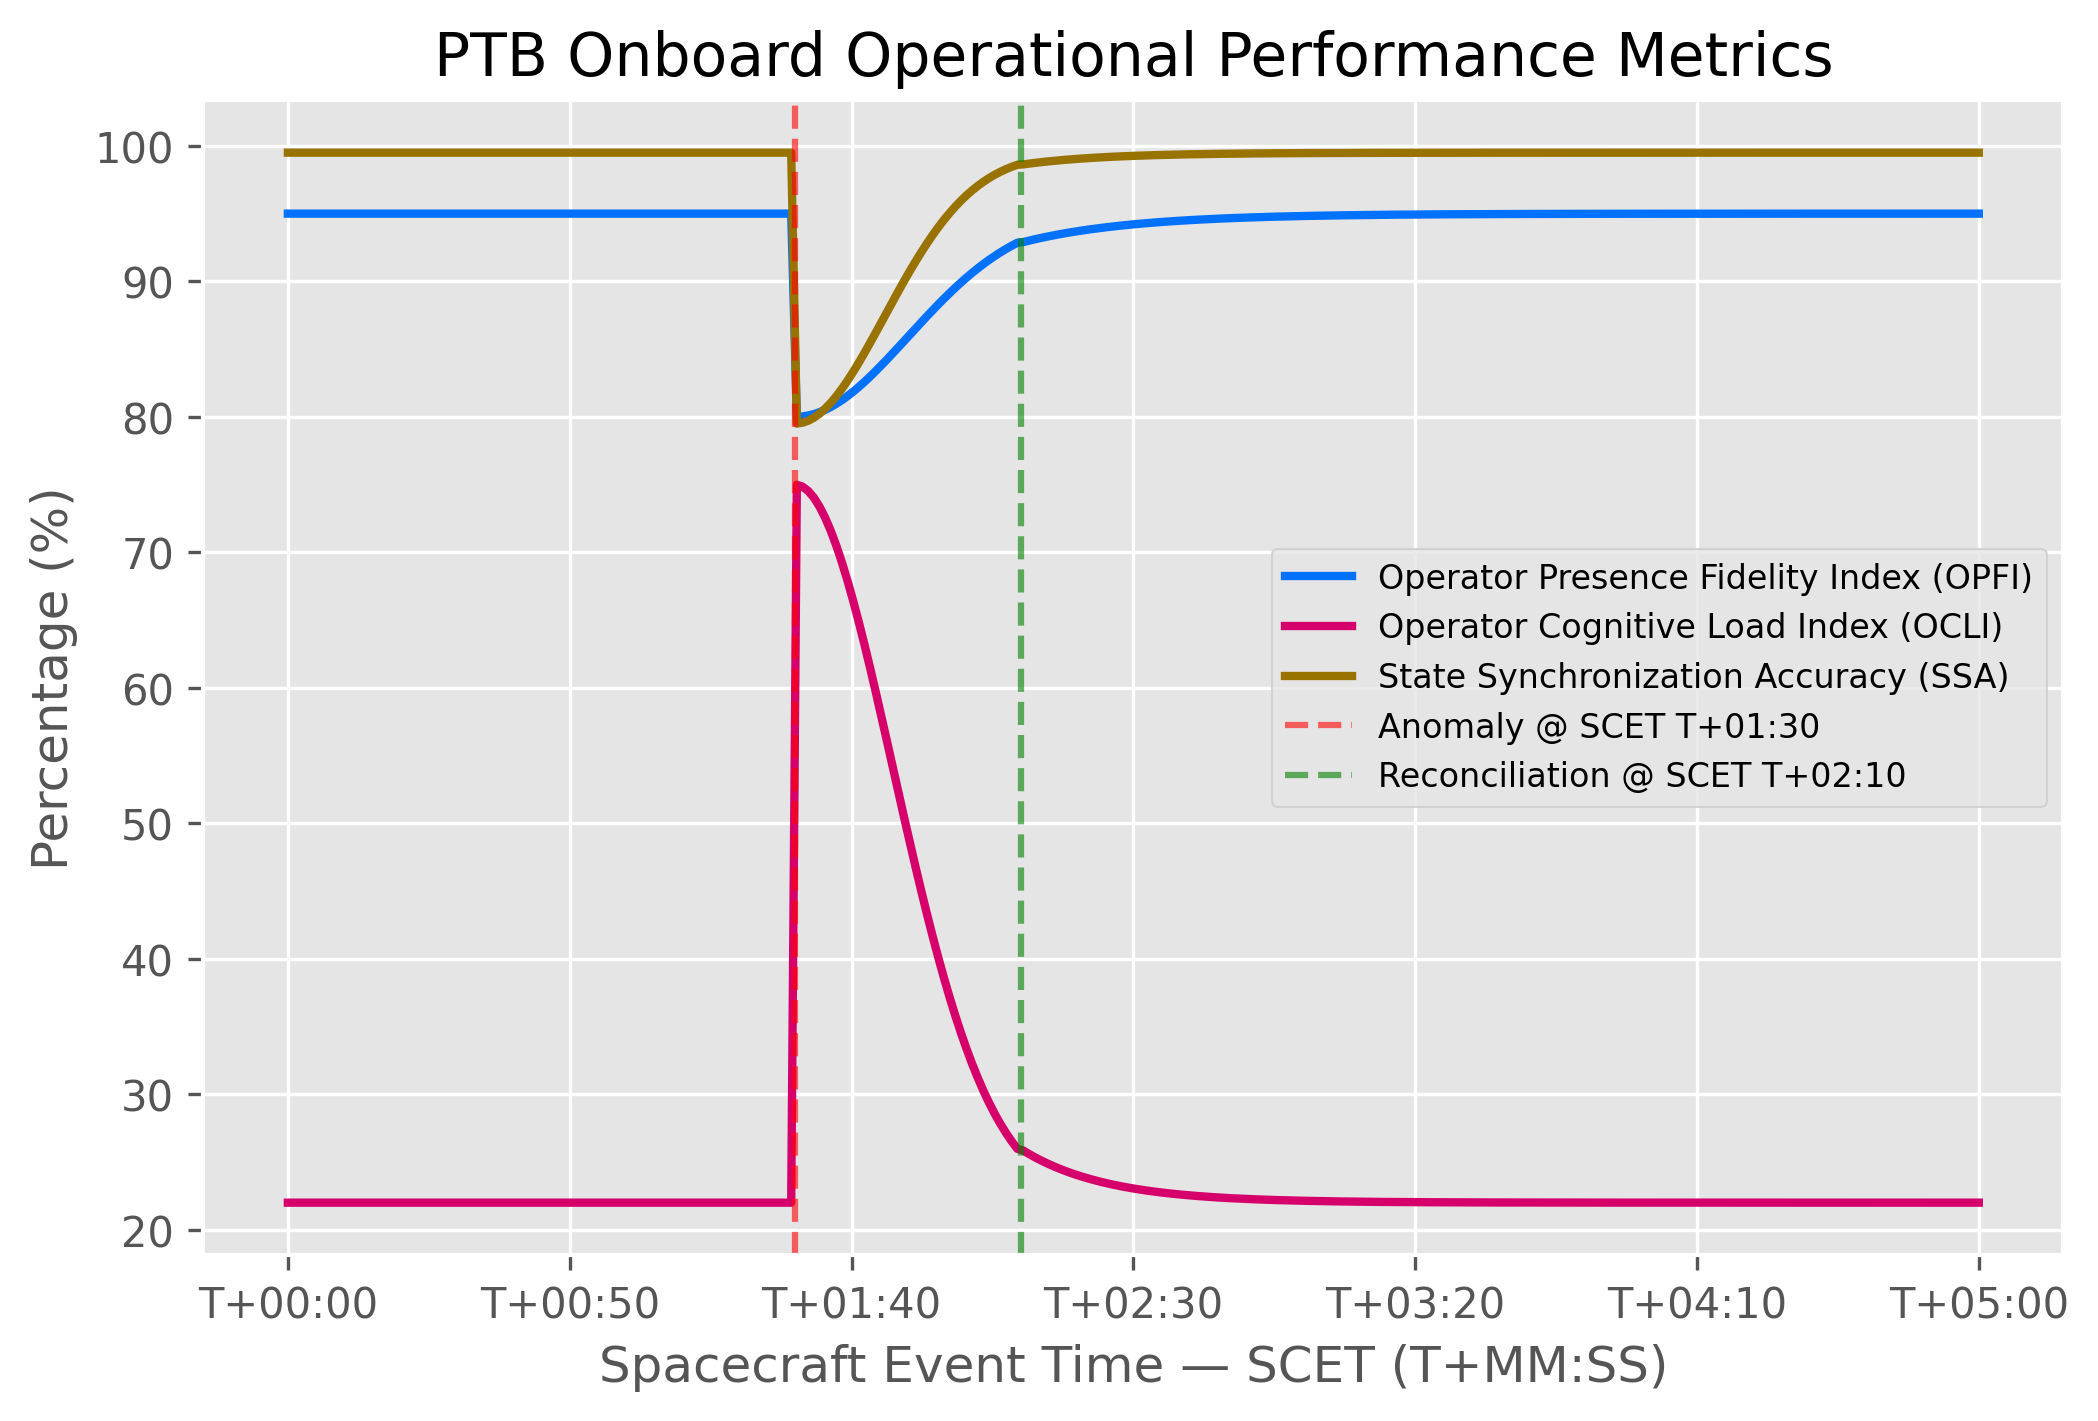 PTB Onboard Operational Performance Metrics
Percentage (%)
100
90
80
70
60
50
40
30
20
Operator Presence Fidelity Index (OPFI)
Operator Cognitive Load Index (OCLI)
State Synchronization Accuracy (SSA)
Anomaly @ SCET T+01:30
Reconciliation @ SCET T+02:10
T+00:00 T+00:50 T+01:40 T+02:30 T+03:20 T+04:10 T+05:00
Spacecraft Event Time — SCET (T+MM:SS)